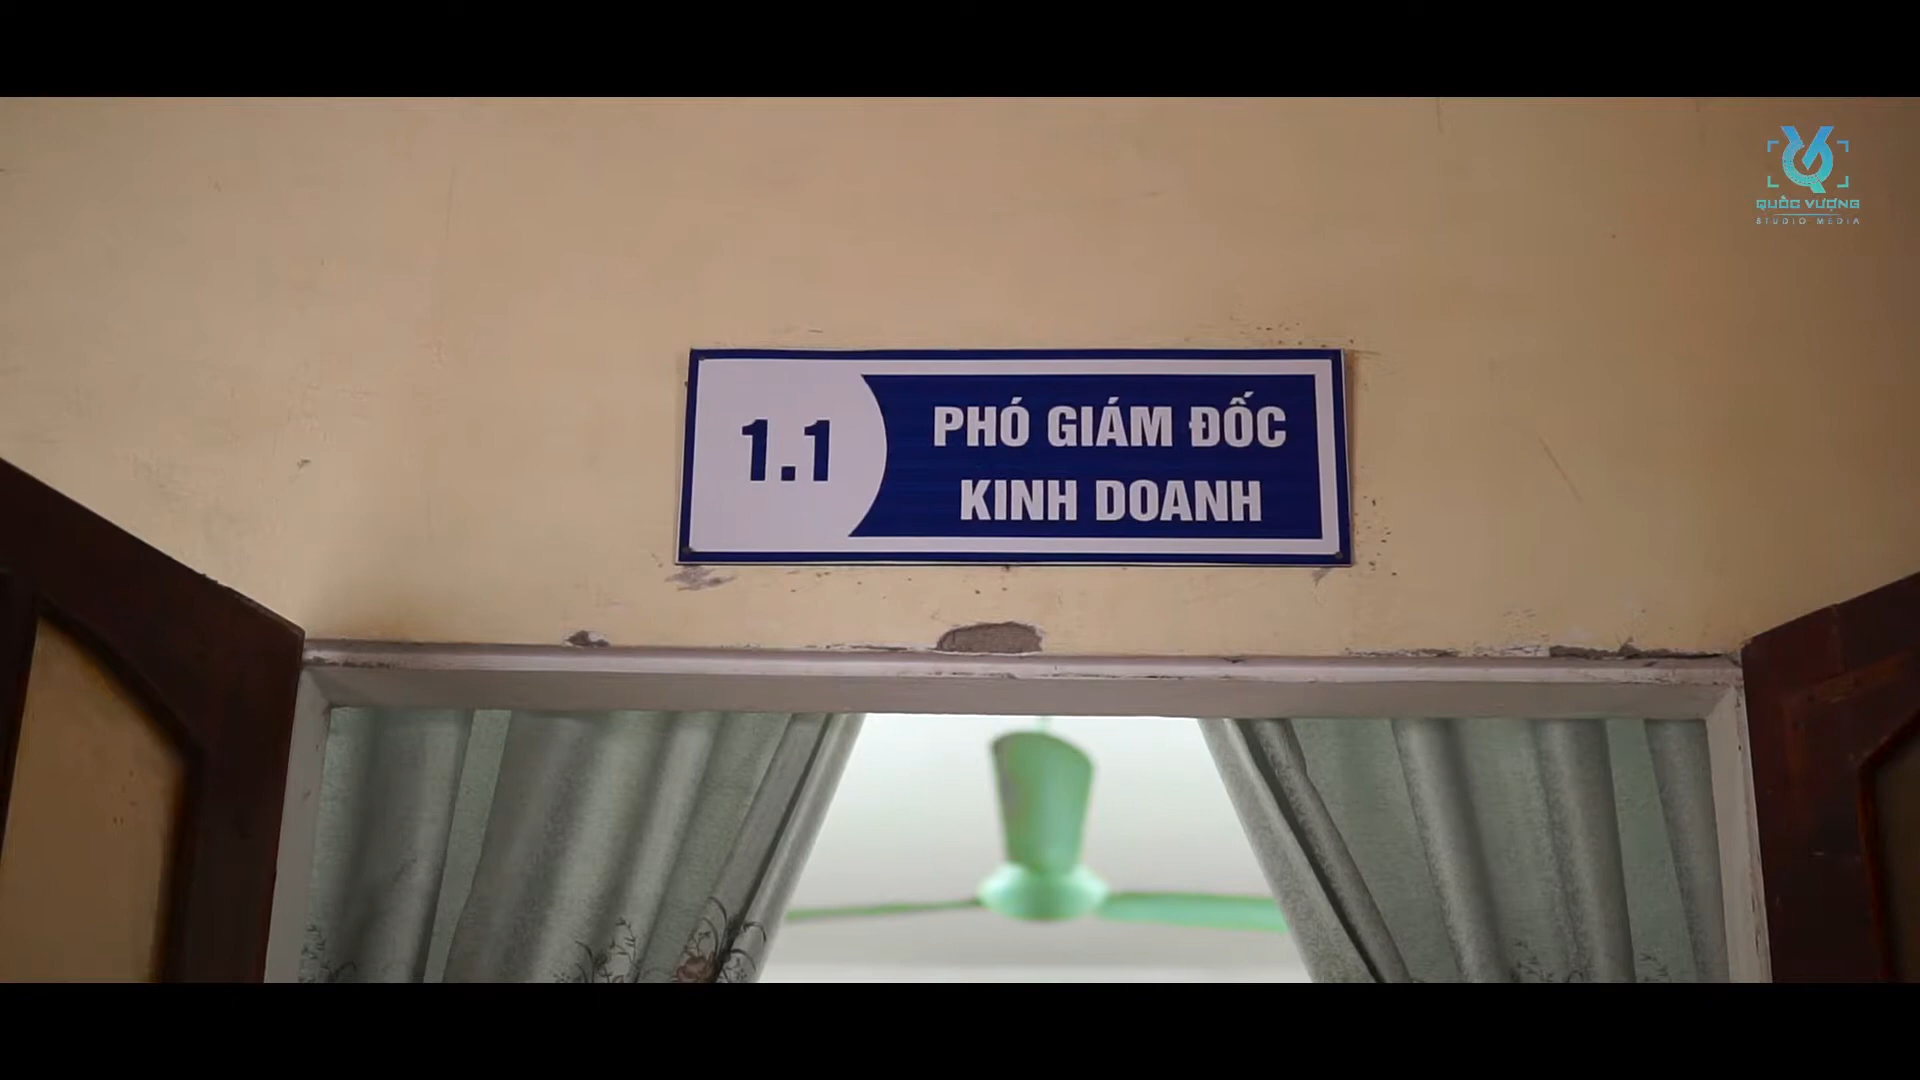 QUỐC VƯỢNG
STUDIO MEDIA
1.1
PHÓ GIÁM ĐỐC
KINH DOANH